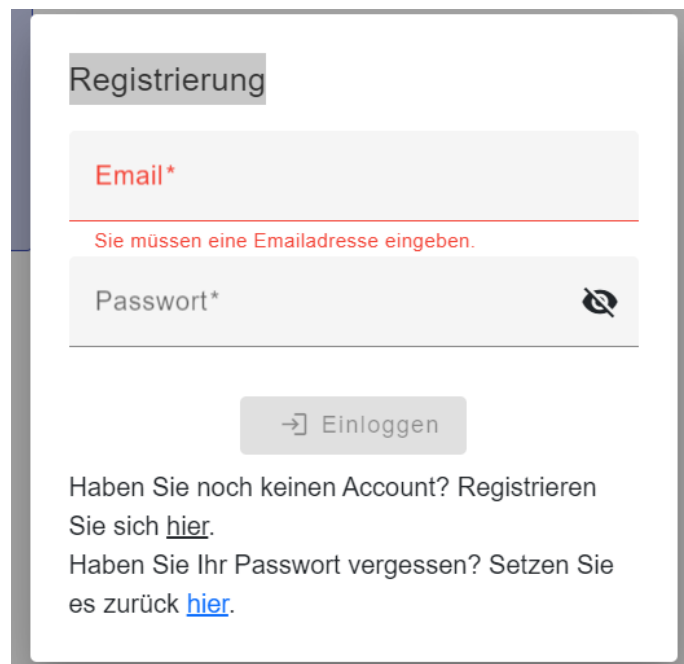 Registrierung
Email*
Sie müssen eine Emailadresse eingeben.
Passwort*
Einloggen
Haben Sie noch keinen Account? Registrieren
Sie sich hier.
Haben Sie Ihr Passwort vergessen? Setzen Sie
es zurück hier.